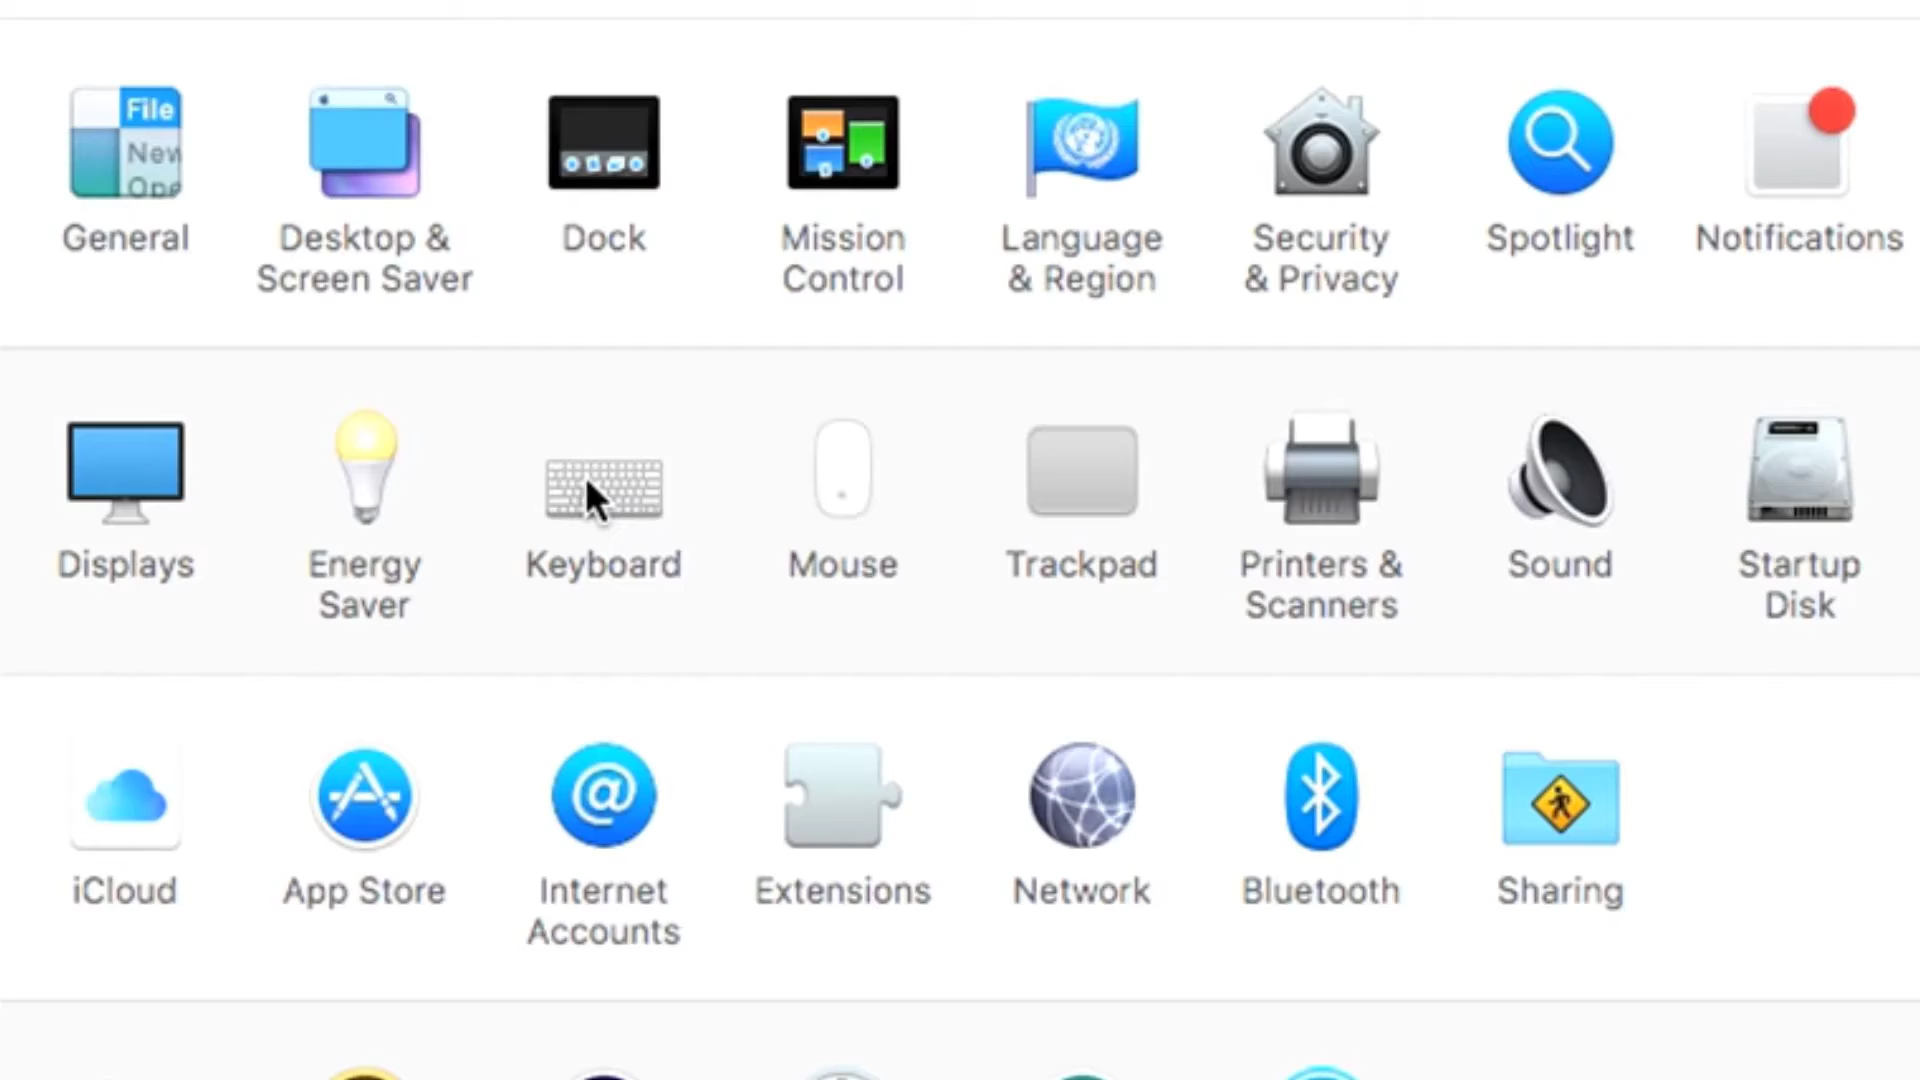 File
New
Ope
General
Desktop &
Screen Saver
Dock
Mission
Control
Language
& Region
Security
& Privacy
Spotlight
Notifications
Displays
Energy
Saver
Keyboard
Mouse
Trackpad
Printers &
Scanners
Sound
Startup
Disk
iCloud
App Store
@
Internet
Accounts
Extensions
Network
Bluetooth
Sharing